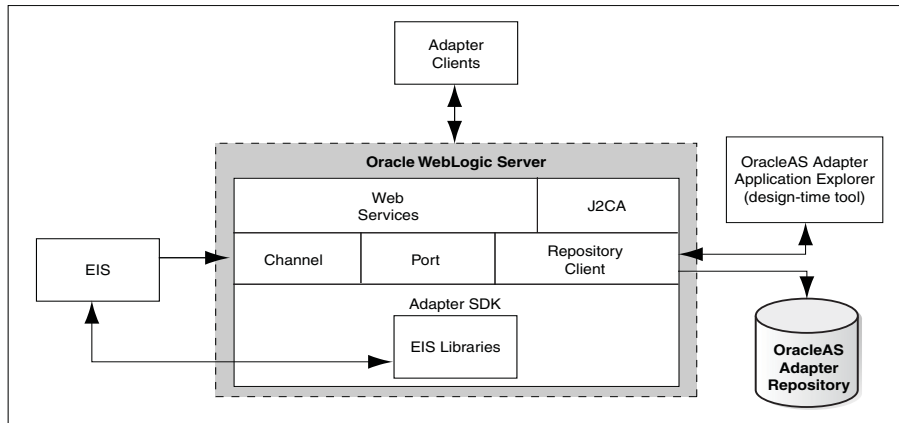 Adapter
Clients
Oracle WebLogic Server
Web
Services
J2CA
OracleAS Adapter
Application Explorer
(design-time tool)
EIS
Channel
Port
Repository
Client
Adapter SDK
EIS Libraries
OracleAS
Adapter
Repository